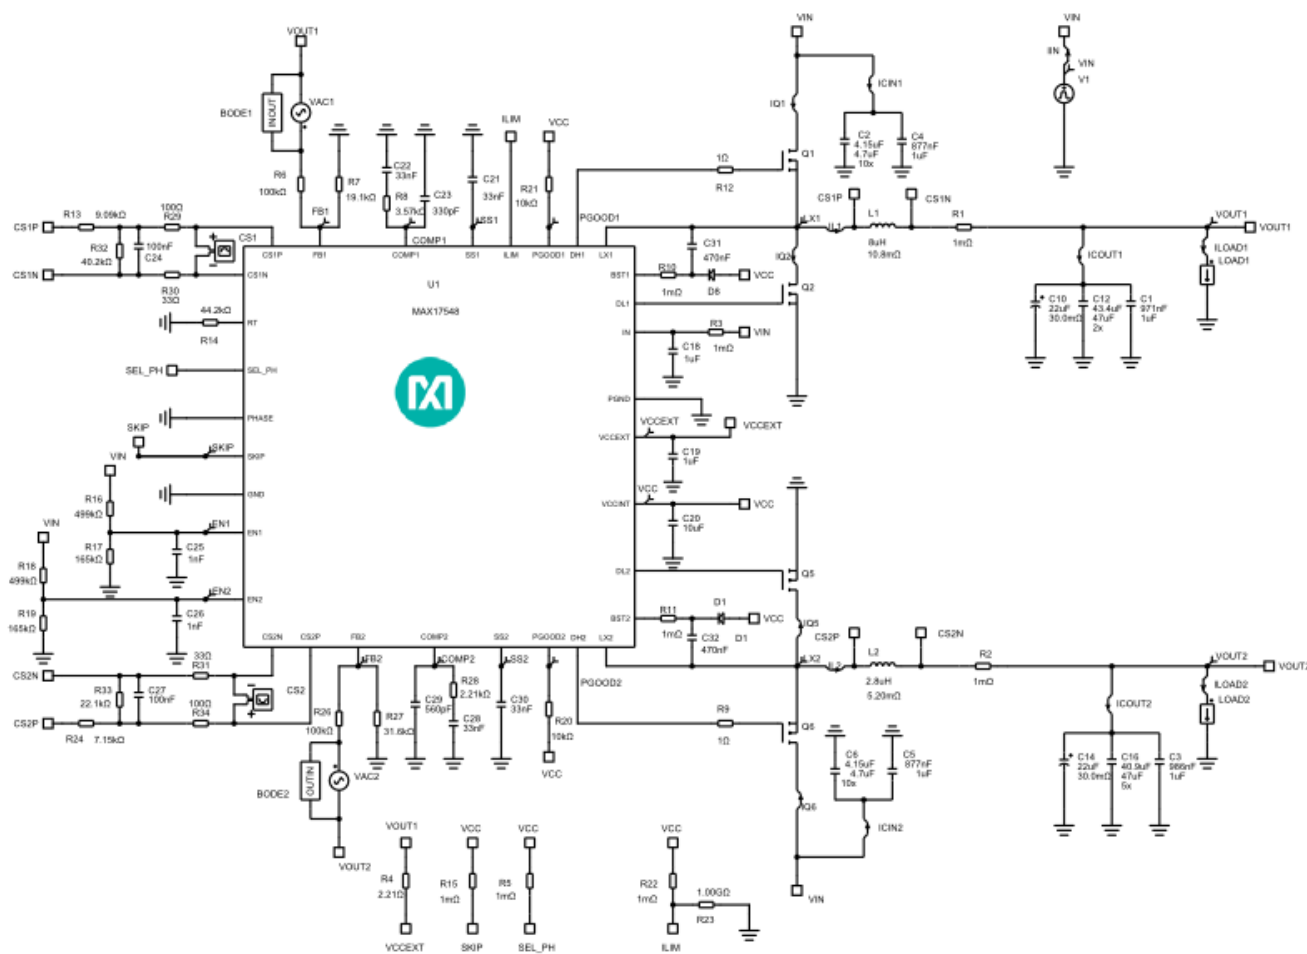 VOUT1
VAC1
BODE1
INOUT
R6
100kΩ
R7
19.1kΩ
FB1
C22
33nF
R8
3.57kΩ
C23
330pF
COMP1
C21
33nF
SS1
ILIM
VCC
R21
10kΩ
PGOOD1
VIN
IQ1
ICIN1
C2
4.15uF
4.7uF
10x
C4
877nF
1uF
Q1
1Ω
R12
VIN
IIN
VIN
V1
CS1P
R13
9.09kΩ
100Ω
R29
R32
40.2kΩ
100nF
C24
CS1
CS1N
R30
33Ω
CS1P
FB1
COMP1
SS1
ILIM
PGOOD1
DH1
LX1
CS1N
U1
MAX17548
BST1
DL1
IN
PGND
VCCEXT
VCCINT
DL2
BST2
RT
SEL_PH
PHASE
SKIP
GND
EN1
EN2
CS2N
CS2P
FB2
COMP2
SS2
PGOOD2
DH2
LX2
44.2kΩ
R14
SEL_PH
SKIP
SKIP
VIN
R16
499kΩ
R17
165kΩ
EN1
C25
1nF
VIN
R18
499kΩ
R19
165kΩ
EN2
C26
1nF
C31
470nF
R10
1mΩ
D6
VCC
IQ2
Q2
LX1
IL1
CS1P
L1
8uH
10.8mΩ
CS1N
R1
1mΩ
VOUT1
VOUT1
ILOAD1
LOAD1
ICOUT1
C10
22uF
30.0mΩ
C12
43.4uF
47uF
2x
C1
971nF
1uF
C18
1uF
R3
1mΩ
VIN
VCCEXT
VCCEXT
C19
1uF
VCC
VCC
C20
10uF
Q5
R11
1mΩ
D1
D1
VCC
C32
470nF
IQ5
LX2
IL2
CS2P
L2
2.8uH
5.20mΩ
CS2N
R2
1mΩ
VOUT2
VOUT2
ILOAD2
LOAD2
ICOUT2
C14
22uF
30.0mΩ
C16
40.9uF
47uF
5x
C3
986nF
1uF
CS2N
33Ω
R31
R33
22.1kΩ
C27
100nF
CS2
CS2P
R24
7.15kΩ
100Ω
R34
FB2
R26
100kΩ
R27
31.6kΩ
COMP2
C29
560pF
R28
2.21kΩ
C28
33nF
SS2
C30
33nF
PGOOD2
R20
10kΩ
VCC
R9
1Ω
Q6
C6
4.15uF
4.7uF
10x
C5
877nF
1uF
IQ6
ICIN2
VIN
BODE2
OUTIN
VAC2
VOUT2
VOUT1
R4
2.21Ω
VCCEXT
VCC
R15
1mΩ
SKIP
VCC
R5
1mΩ
SEL_PH
VCC
R22
1mΩ
1.00GΩ
R23
ILIM